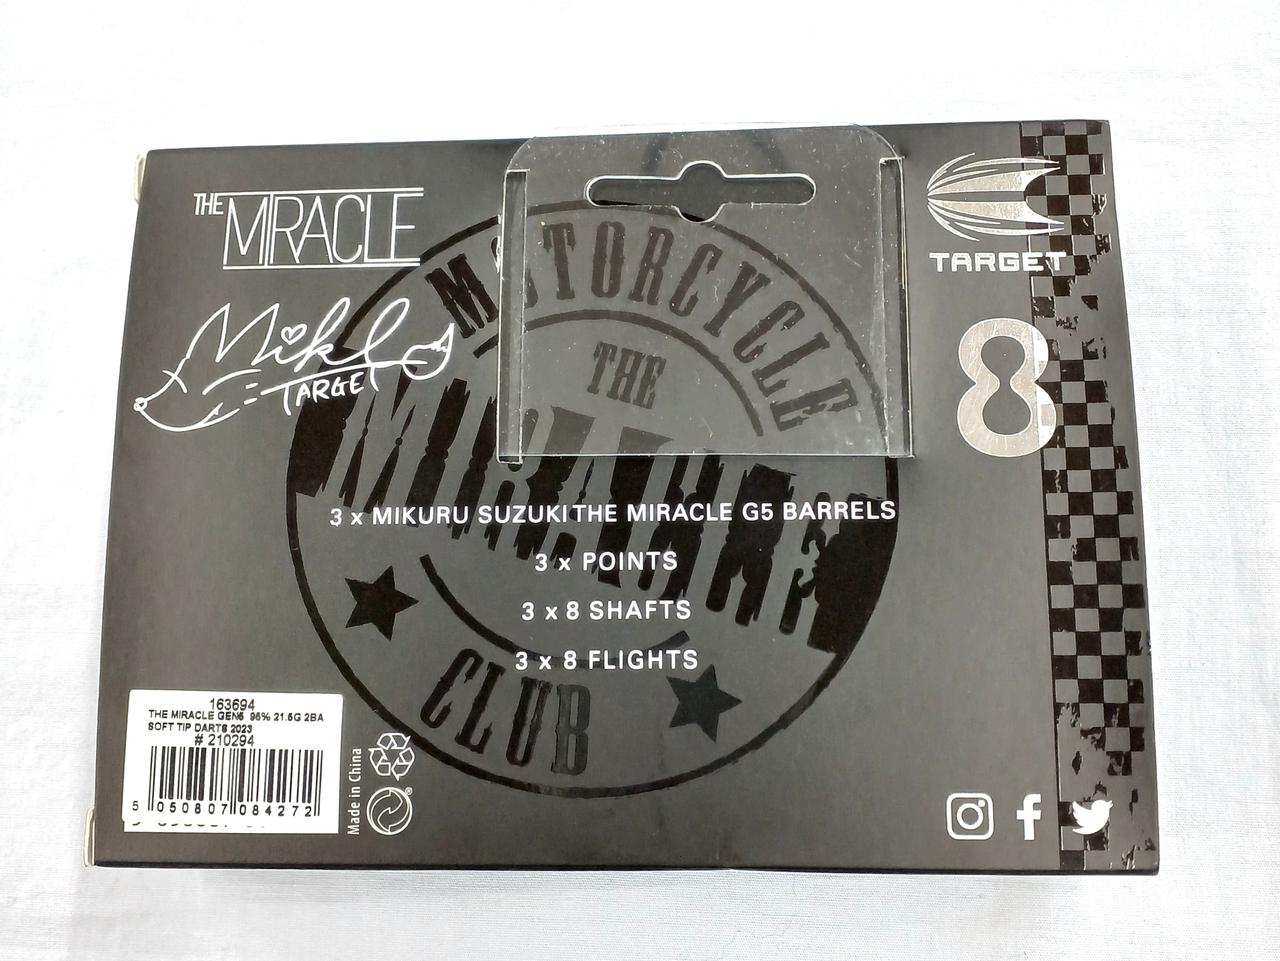 THE MIRACLE
TARGET
Mikl
TARGET
8
MOTORCYCLE
THE
MIRACLE
3 x MIKURU SUZUKI THE MIRACLE G5 BARRELS
3 x POINTS
3 x 8 SHAFTS
3 x 8 FLIGHTS
CLUB
163694
THE MIRACLE GEN5 95% 21.5G 2BA
SOFT TIP DARTS 2023
# 210294
5 050807 084272
Made in China